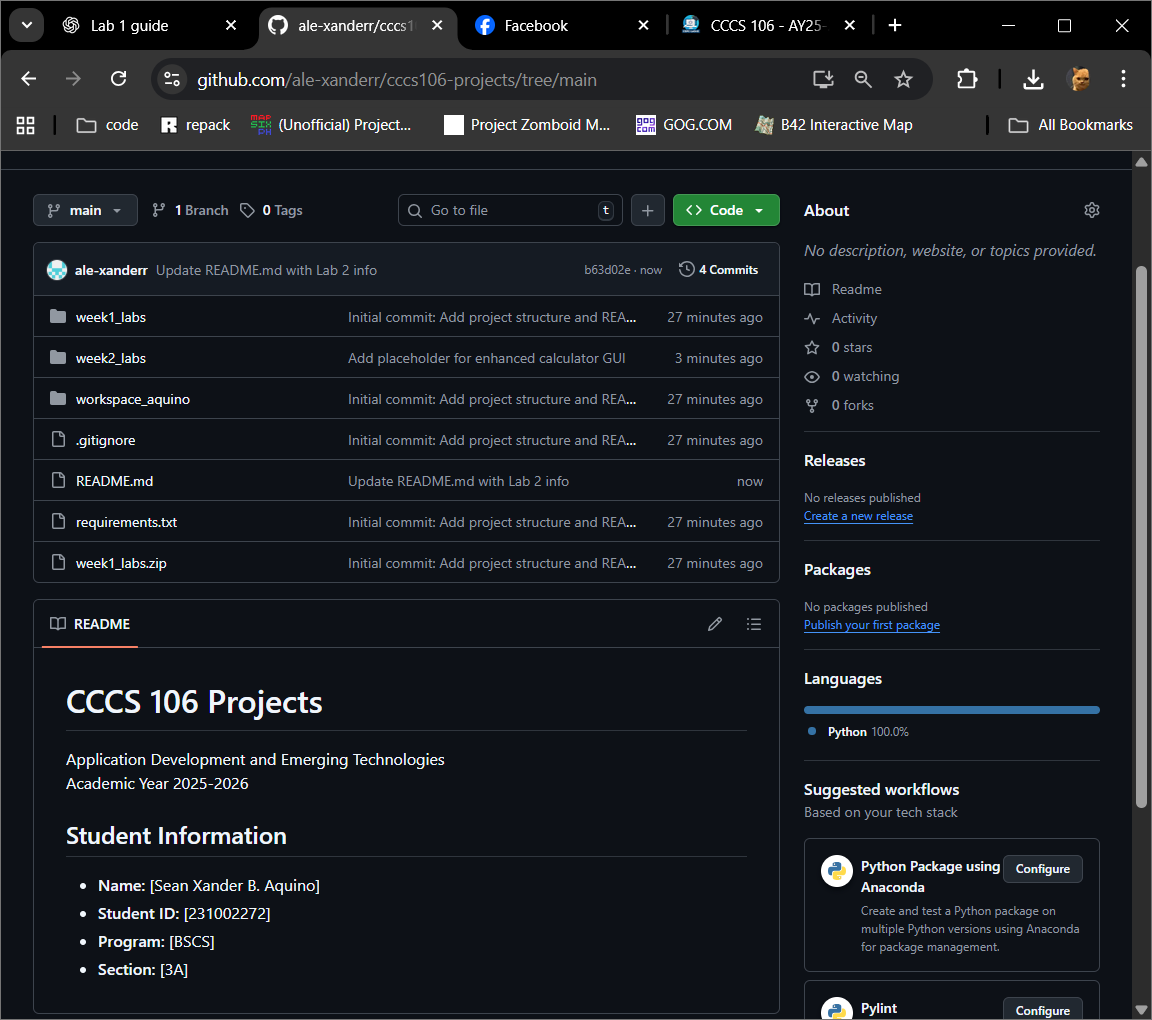 Lab 1 guide
ale-xanderr/cccs1
Facebook
CCCS 106 - AY25-
github.com/ale-xanderr/cccs106-projects/tree/main
code
repack
MAP SIX PH
(Unofficial) Project...
Project Zomboid M...
GOG.COM
B42 Interactive Map
All Bookmarks
main
1 Branch
0 Tags
Go to file
t
Code
ale-xanderr Update README.md with Lab 2 info
b63d02e · now
4 Commits
week1_labs Initial commit: Add project structure and REA... 27 minutes ago
week2_labs Add placeholder for enhanced calculator GUI 3 minutes ago
workspace_aquino Initial commit: Add project structure and REA... 27 minutes ago
.gitignore Initial commit: Add project structure and REA... 27 minutes ago
README.md Update README.md with Lab 2 info now
requirements.txt Initial commit: Add project structure and REA... 27 minutes ago
week1_labs.zip Initial commit: Add project structure and REA... 27 minutes ago
README
CCCS 106 Projects
Application Development and Emerging Technologies
Academic Year 2025-2026
Student Information
Name: [Sean Xander B. Aquino]
Student ID: [231002272]
Program: [BSCS]
Section: [3A]
About
No description, website, or topics provided.
Readme
Activity
0 stars
0 watching
0 forks
Releases
No releases published
Create a new release
Packages
No packages published
Publish your first package
Languages
Python 100.0%
Suggested workflows
Based on your tech stack
Python Package using
Anaconda
Configure
Create and test a Python package on
multiple Python versions using Anaconda
for package management.
Pylint
Configure